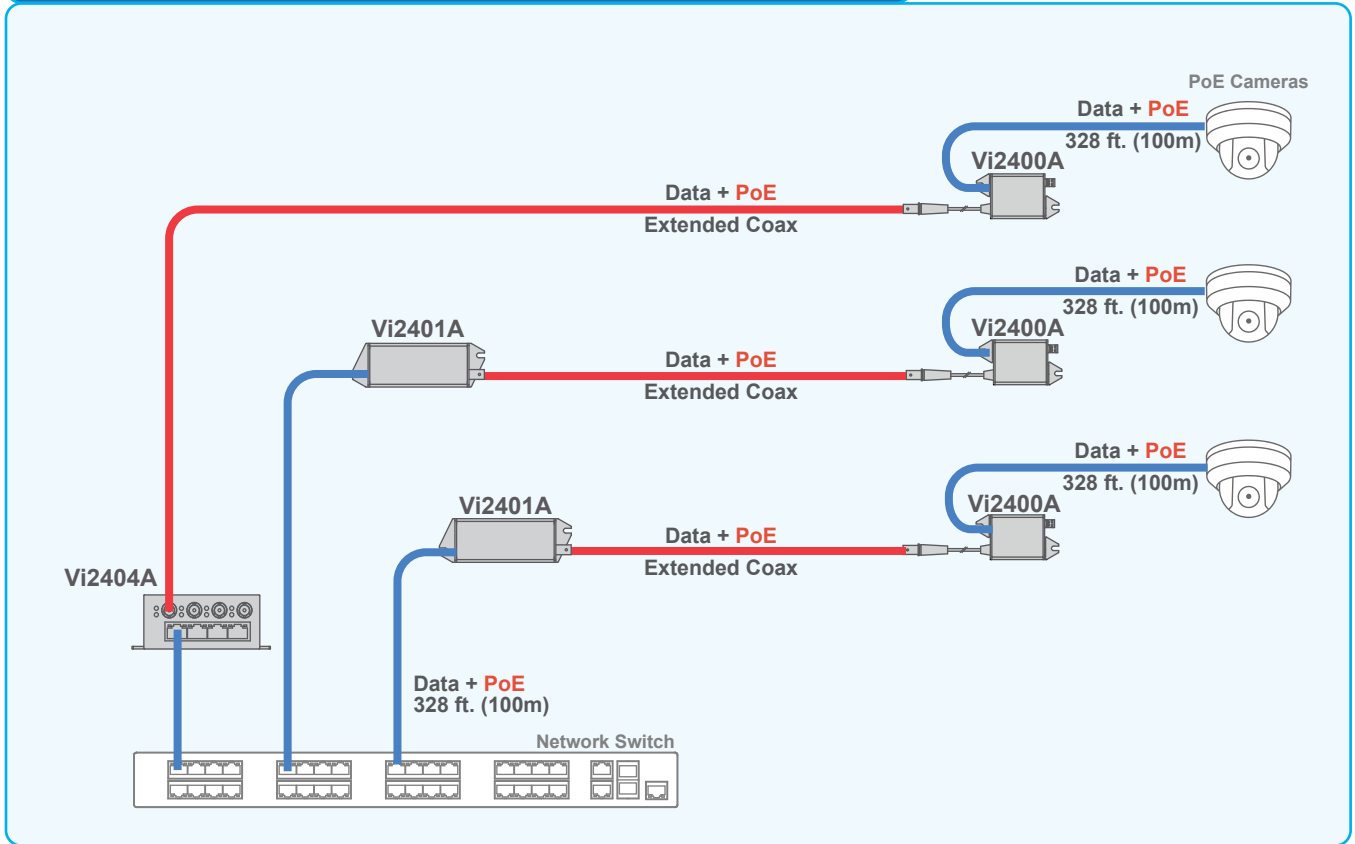 PoE Cameras
Data + PoE
328 ft. (100m)
Vi2400A
Data + PoE
Extended Coax
Data + PoE
328 ft. (100m)
Vi2401A
Vi2400A
Data + PoE
Extended Coax
Data + PoE
328 ft. (100m)
Vi2401A
Vi2400A
Data + PoE
Extended Coax
Vi2404A
Data + PoE
328 ft. (100m)
Network Switch